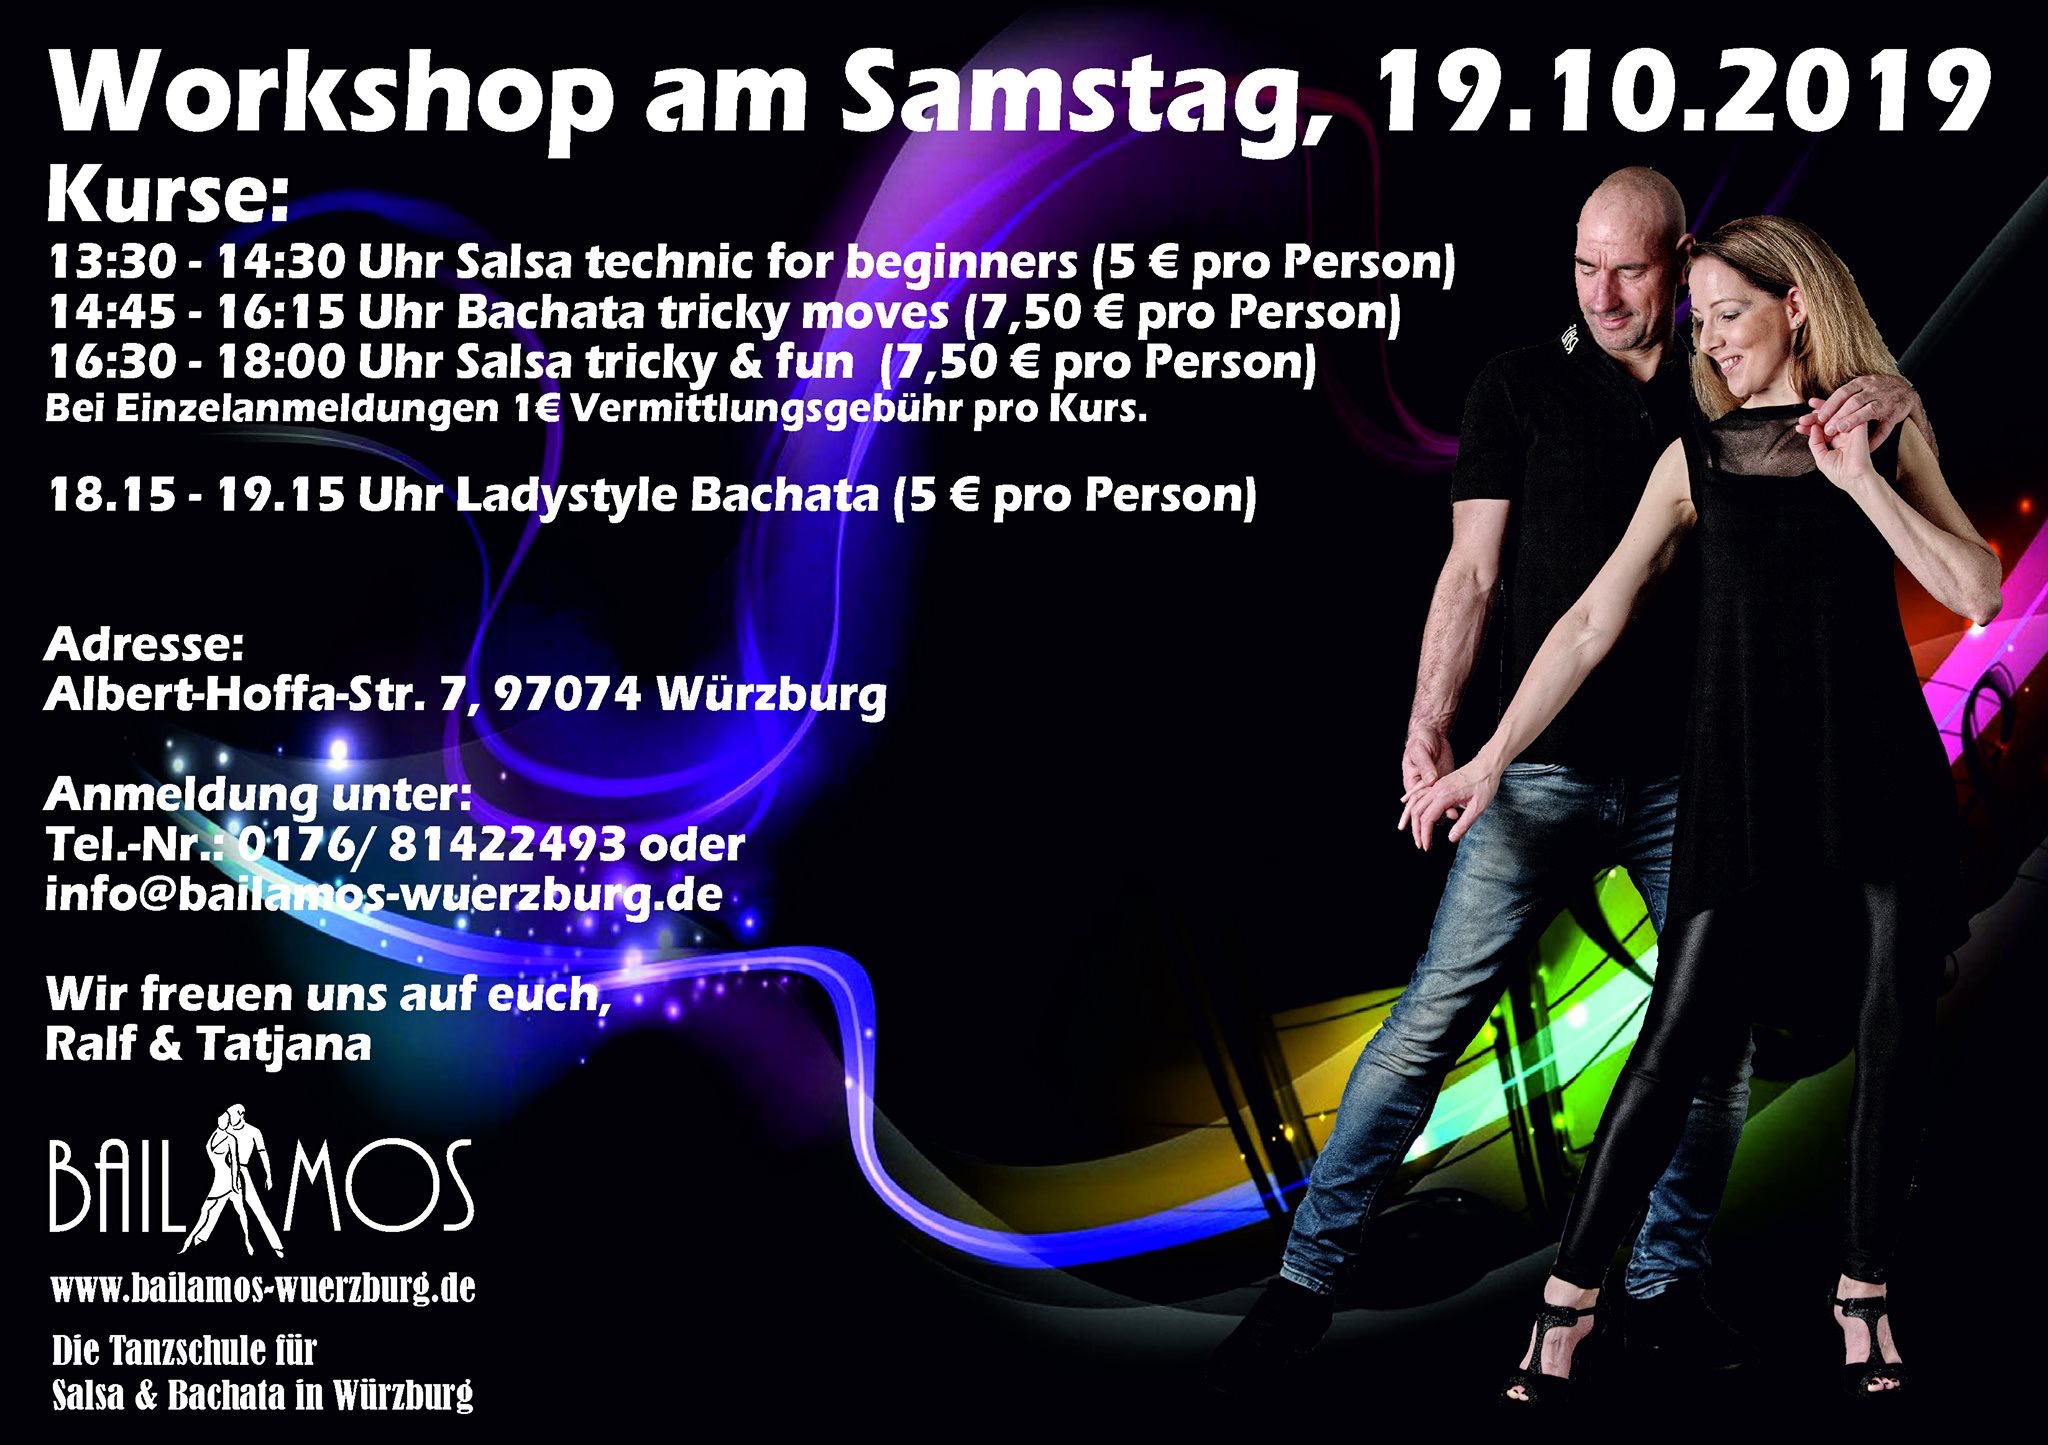 Workshop am Samstag, 19.10.2019
Kurse:
13:30 - 14:30 Uhr Salsa technic for beginners (5 € pro Person)
14:45 - 16:15 Uhr Bachata tricky moves (7,50 € pro Person)
16:30 - 18:00 Uhr Salsa tricky & fun (7,50 € pro Person)
Bei Einzelanmeldungen 1€ Vermittlungsgebühr pro Kurs.
18.15 - 19.15 Uhr Ladystyle Bachata (5 € pro Person)
Adresse:
Albert-Hoffa-Str. 7, 97074 Würzburg
Anmeldung unter:
Tel.-Nr.: 0176/ 81422493 oder
info@bailamos-wuerzburg.de
Wir freuen uns auf euch,
Ralf & Tatjana
BAILAMOS
www.bailamos-wuerzburg.de
Die Tanzschule für
Salsa & Bachata in Würzburg